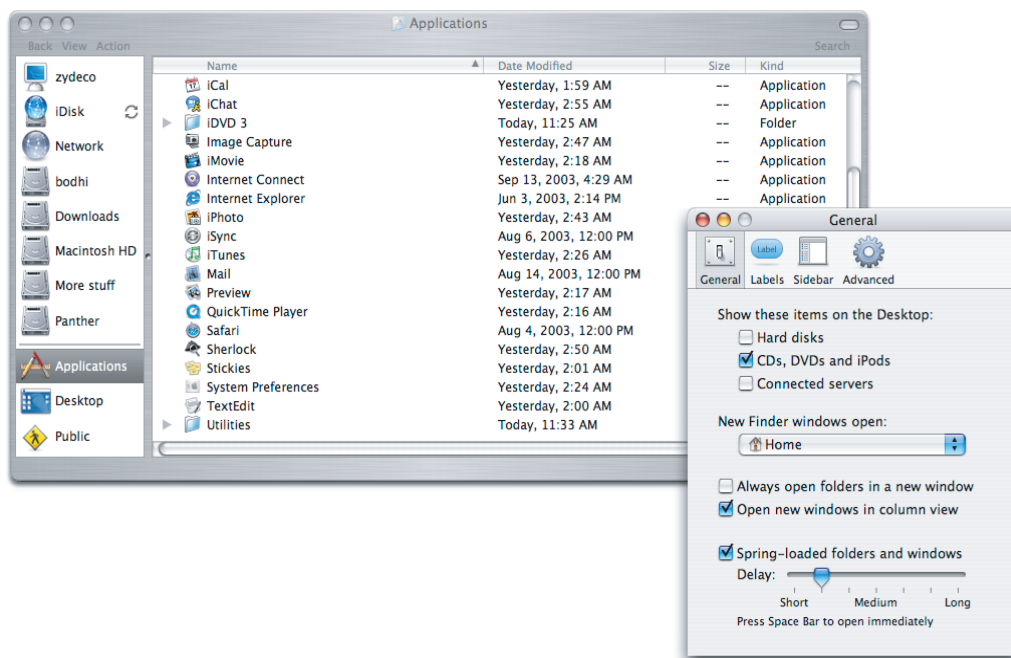 Applications
Back View Action Search
Name Date Modified Size Kind
zydeco
iDisk
Network
bodhi
Downloads
Macintosh HD
More stuff
Panther
Applications
Desktop
Public
iCal Yesterday, 1:59 AM -- Application
iChat Yesterday, 2:55 AM -- Application
iDVD 3 Today, 11:25 AM -- Folder
Image Capture Yesterday, 2:47 AM -- Application
iMovie Yesterday, 2:18 AM -- Application
Internet Connect Sep 13, 2003, 4:29 AM -- Application
Internet Explorer Jun 3, 2003, 2:14 PM -- Application
iPhoto Yesterday, 2:43 AM
iSync Aug 6, 2003, 12:00 PM
iTunes Yesterday, 2:26 AM
Mail Aug 14, 2003, 12:00 PM
Preview Yesterday, 2:17 AM
QuickTime Player Yesterday, 2:16 AM
Safari Aug 4, 2003, 12:00 PM
Sherlock Yesterday, 2:50 AM
Stickies Yesterday, 2:01 AM
System Preferences Yesterday, 2:24 AM
TextEdit Yesterday, 2:00 AM
Utilities Today, 11:33 AM
General
Label
General Labels Sidebar Advanced
Show these items on the Desktop:
Hard disks
CDs, DVDs and iPods
Connected servers
New Finder windows open:
Home
Always open folders in a new window
Open new windows in column view
Spring-loaded folders and windows
Delay:
Short Medium Long
Press Space Bar to open immediately